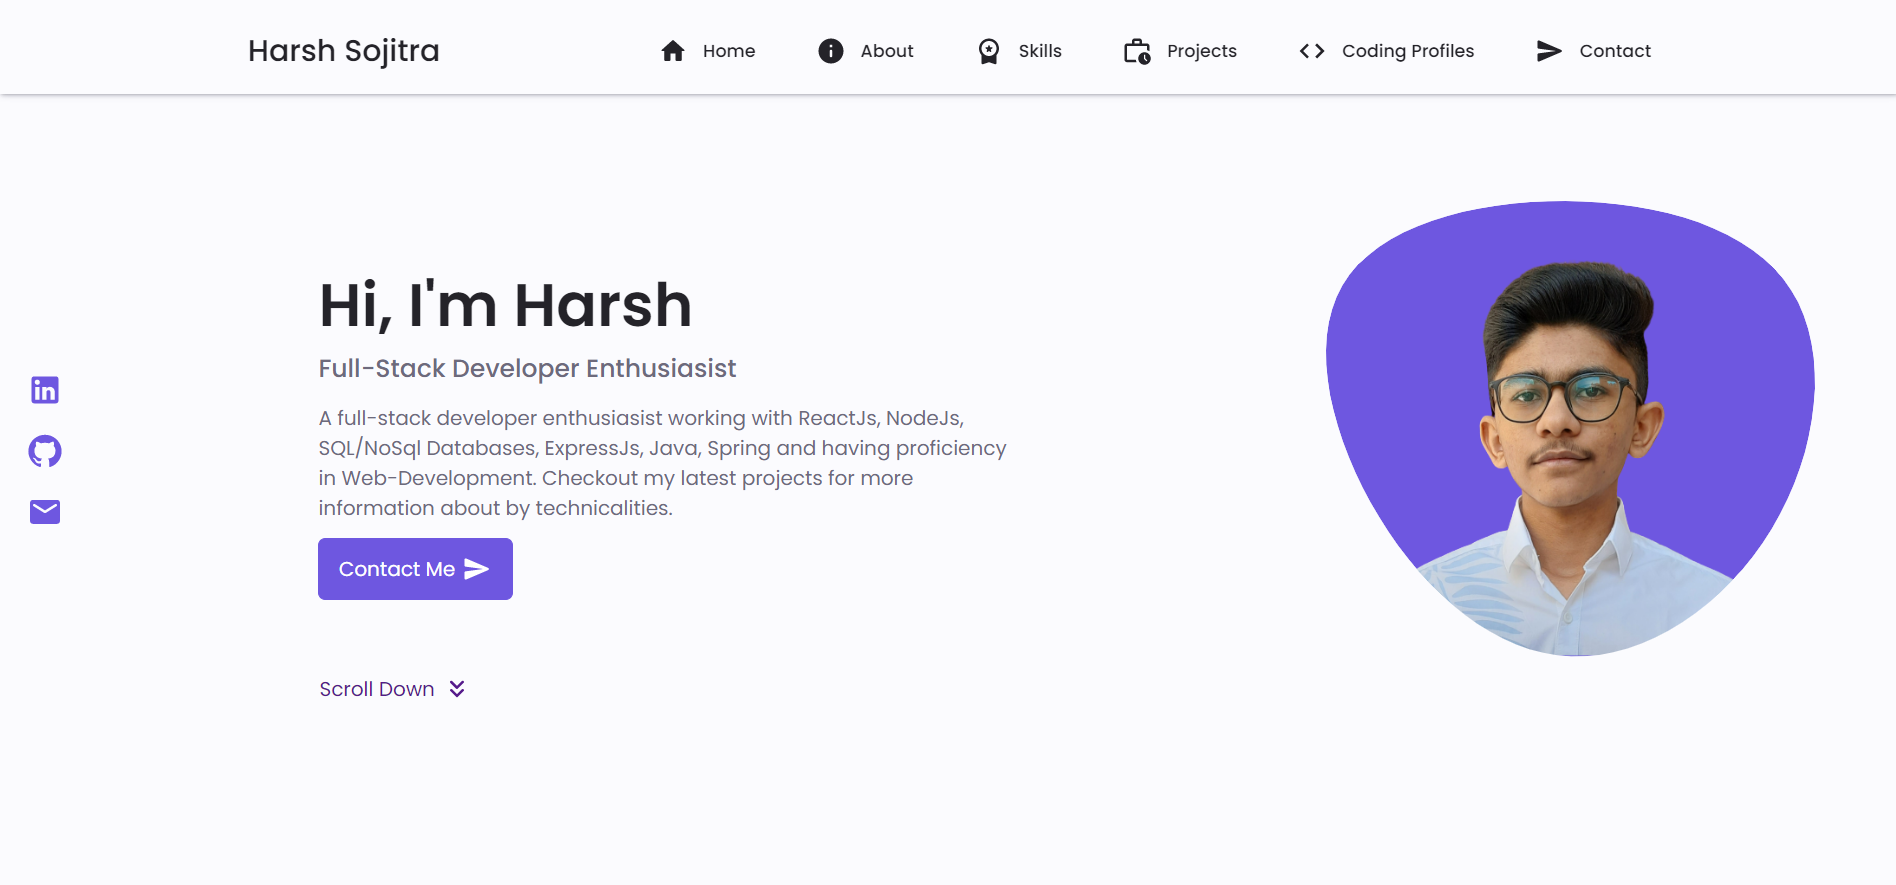 Harsh Sojitra
Home
About
Skills
Projects
Coding Profiles
Contact
Hi, I'm Harsh
Full-Stack Developer Enthusiasist
A full-stack developer enthusiasist working with ReactJs, NodeJs,
SQL/NoSql Databases, ExpressJs, Java, Spring and having proficiency
in Web-Development. Checkout my latest projects for more
information about by technicalities.
Contact Me
Scroll Down
in